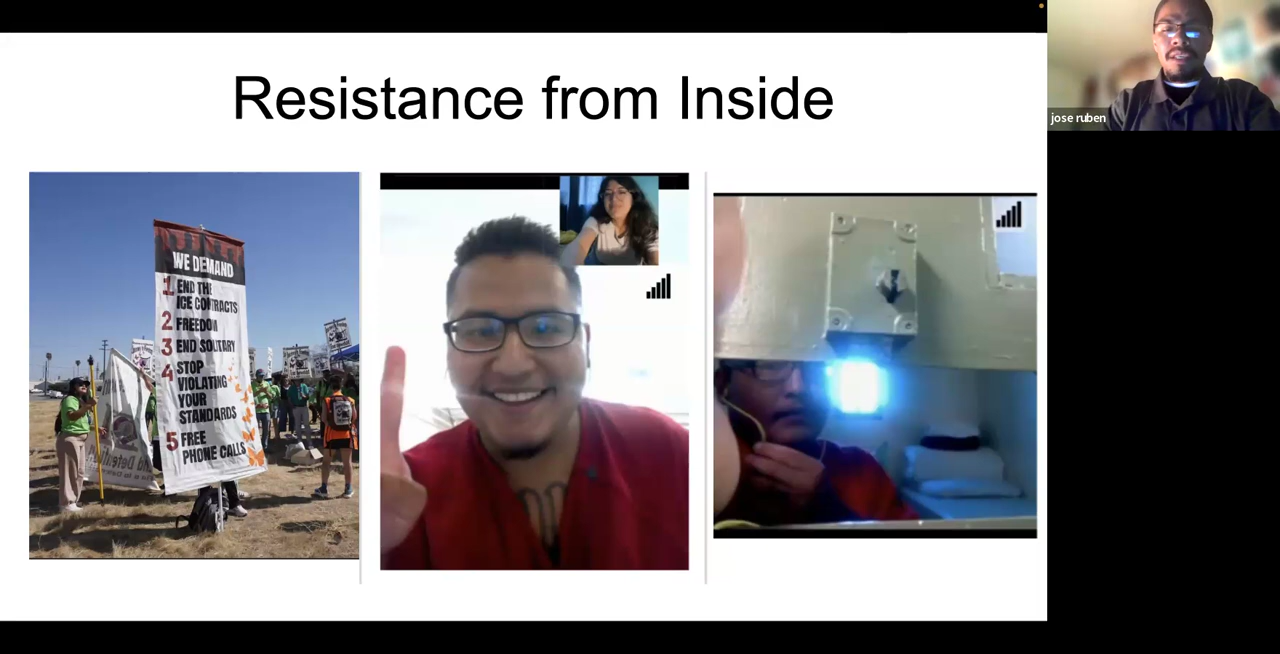 Resistance from Inside
jose ruben
WE DEMAND
1 END THE
ICE CONTRACTS
2 FREEDOM
3 END SOLITARY
4 STOP
VIOLATING
YOUR
STANDARDS
5 FREE
PHONE CALLS